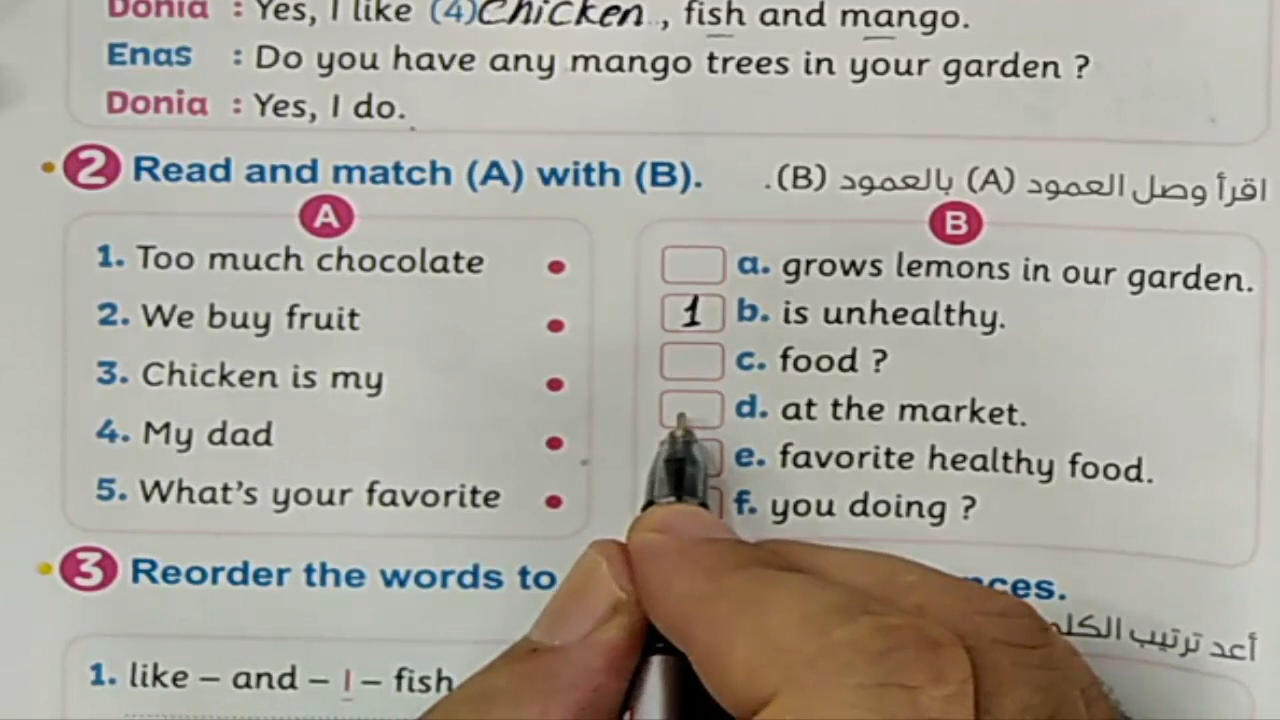 Donia : Yes, I like (4) Chicken , fish and mango.
Enas : Do you have any mango trees in your garden ?
Donia : Yes, I do.
2 Read and match (A) with (B). اقرأ وصل العمود (A) بالعمود (B).
A
1. Too much chocolate
2. We buy fruit
3. Chicken is my
4. My dad
5. What's your favorite
B
a. grows lemons in our garden.
1 b. is unhealthy.
c. food ?
d. at the market.
e. favorite healthy food.
f. you doing ?
3 Reorder the words to
أعد ترتيب
1. like – and – I – fish